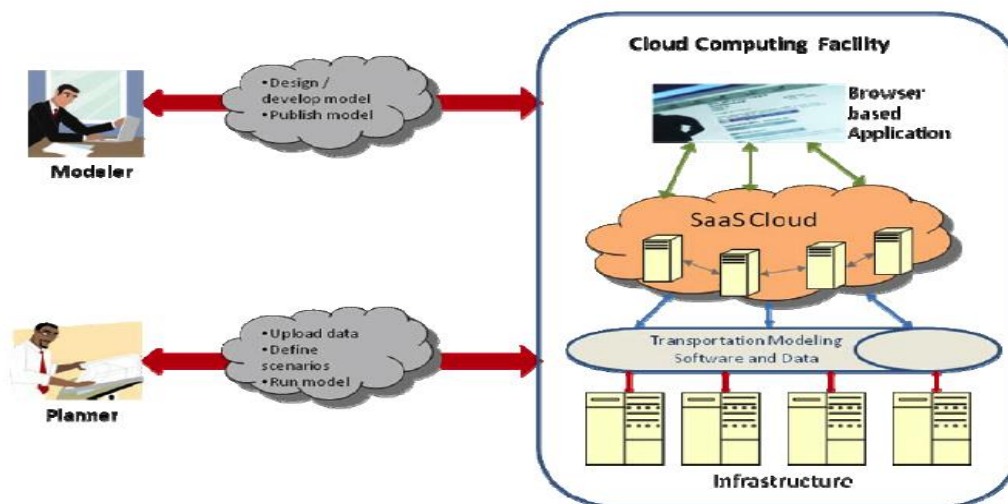 Cloud Computing Facility
•Design /
develop model
•Publish model
Modeler
Browser
based
Application
SaaS Cloud
•Upload data
•Define
scenarios
•Run model
Planner
Transportation Modeling
Software and Data
Infrastructure